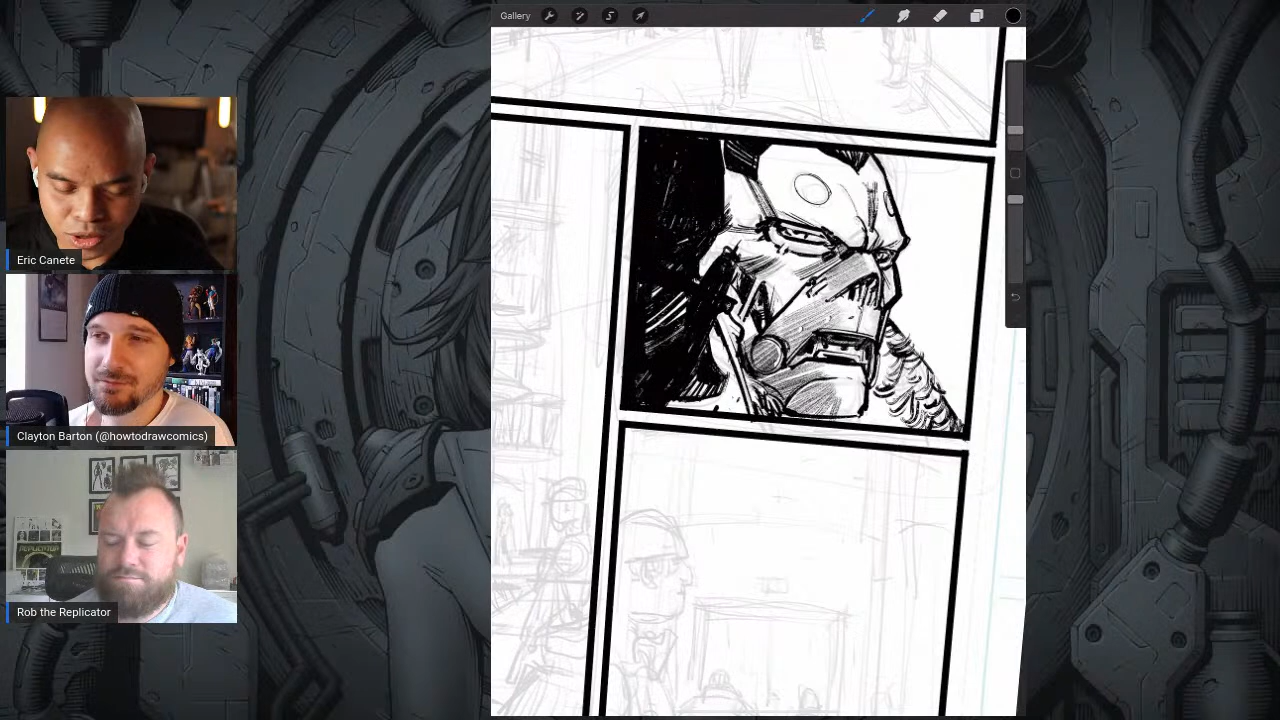 Gallery
Eric Canete
Clayton Barton (@howtodrawcomics)
Rob the Replicator